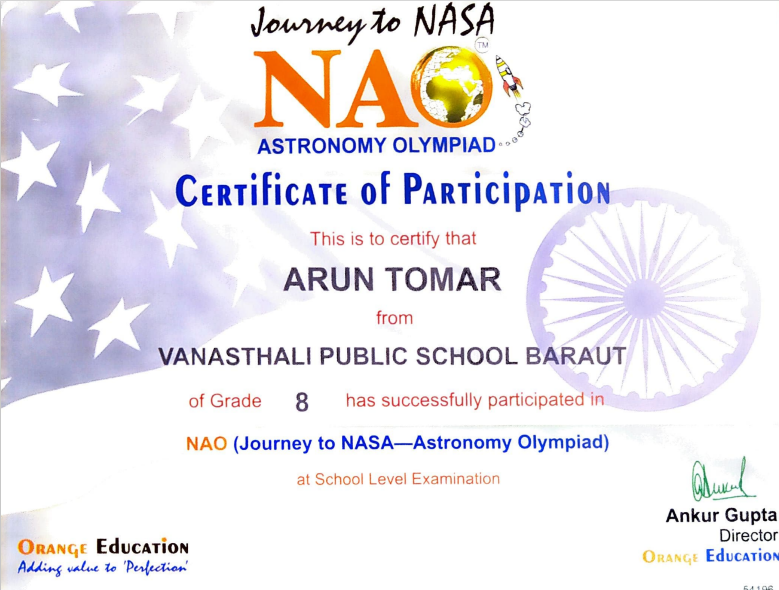 Journey to NASA
NAO
TM
ASTRONOMY OLYMPIAD
CERTIFICATE OF PARTICIPATION
This is to certify that
ARUN TOMAR
from
VANASTHALI PUBLIC SCHOOL BARAUT
of Grade 8 has successfully participated in
NAO (Journey to NASA—Astronomy Olympiad)
at School Level Examination
Ankur Gupta
Director
ORANGE EDUCATION
ORANGE EDUCATION
Adding value to 'Perfection'